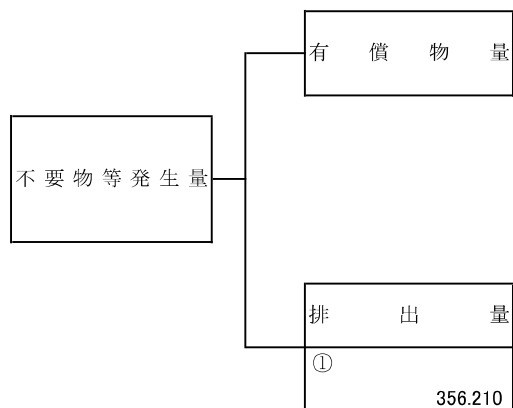 有償物量
不要物等発生量
排出量
①
356.210